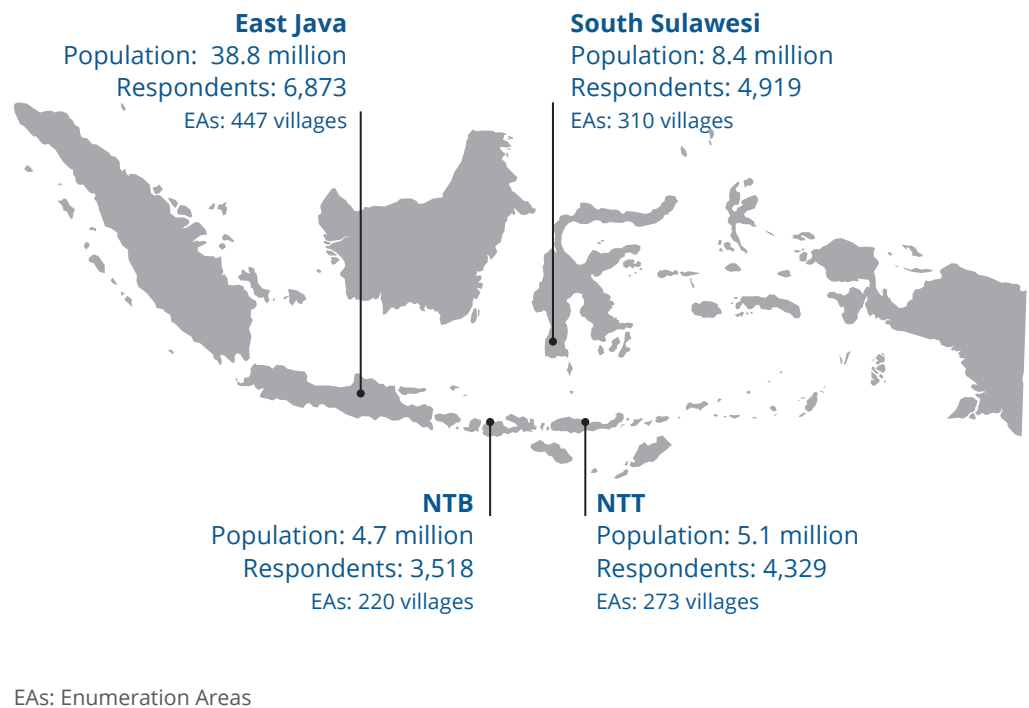 East Java
Population:  38.8 million
Respondents: 6,873
EAs: 447 villages
South Sulawesi
Population: 8.4 million
Respondents: 4,919
EAs: 310 villages
NTB
Population: 4.7 million
Respondents: 3,518
EAs: 220 villages
NTT
Population: 5.1 million
Respondents: 4,329
EAs: 273 villages
EAs: Enumeration Areas